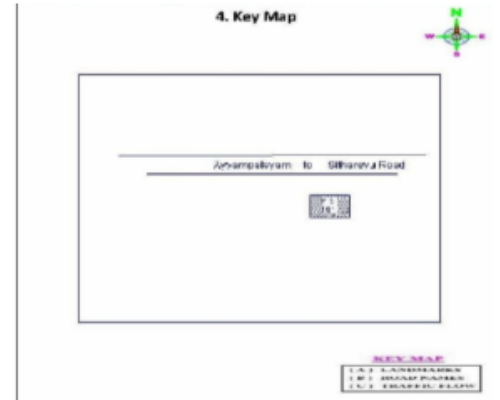 4. Key Map
N
W E
S
Ayyampalayam to Sitharevu Road
KEY MAP
( A ) LANDMARKS
( B ) ROAD NAMES
( C ) TRAFFIC FLOW